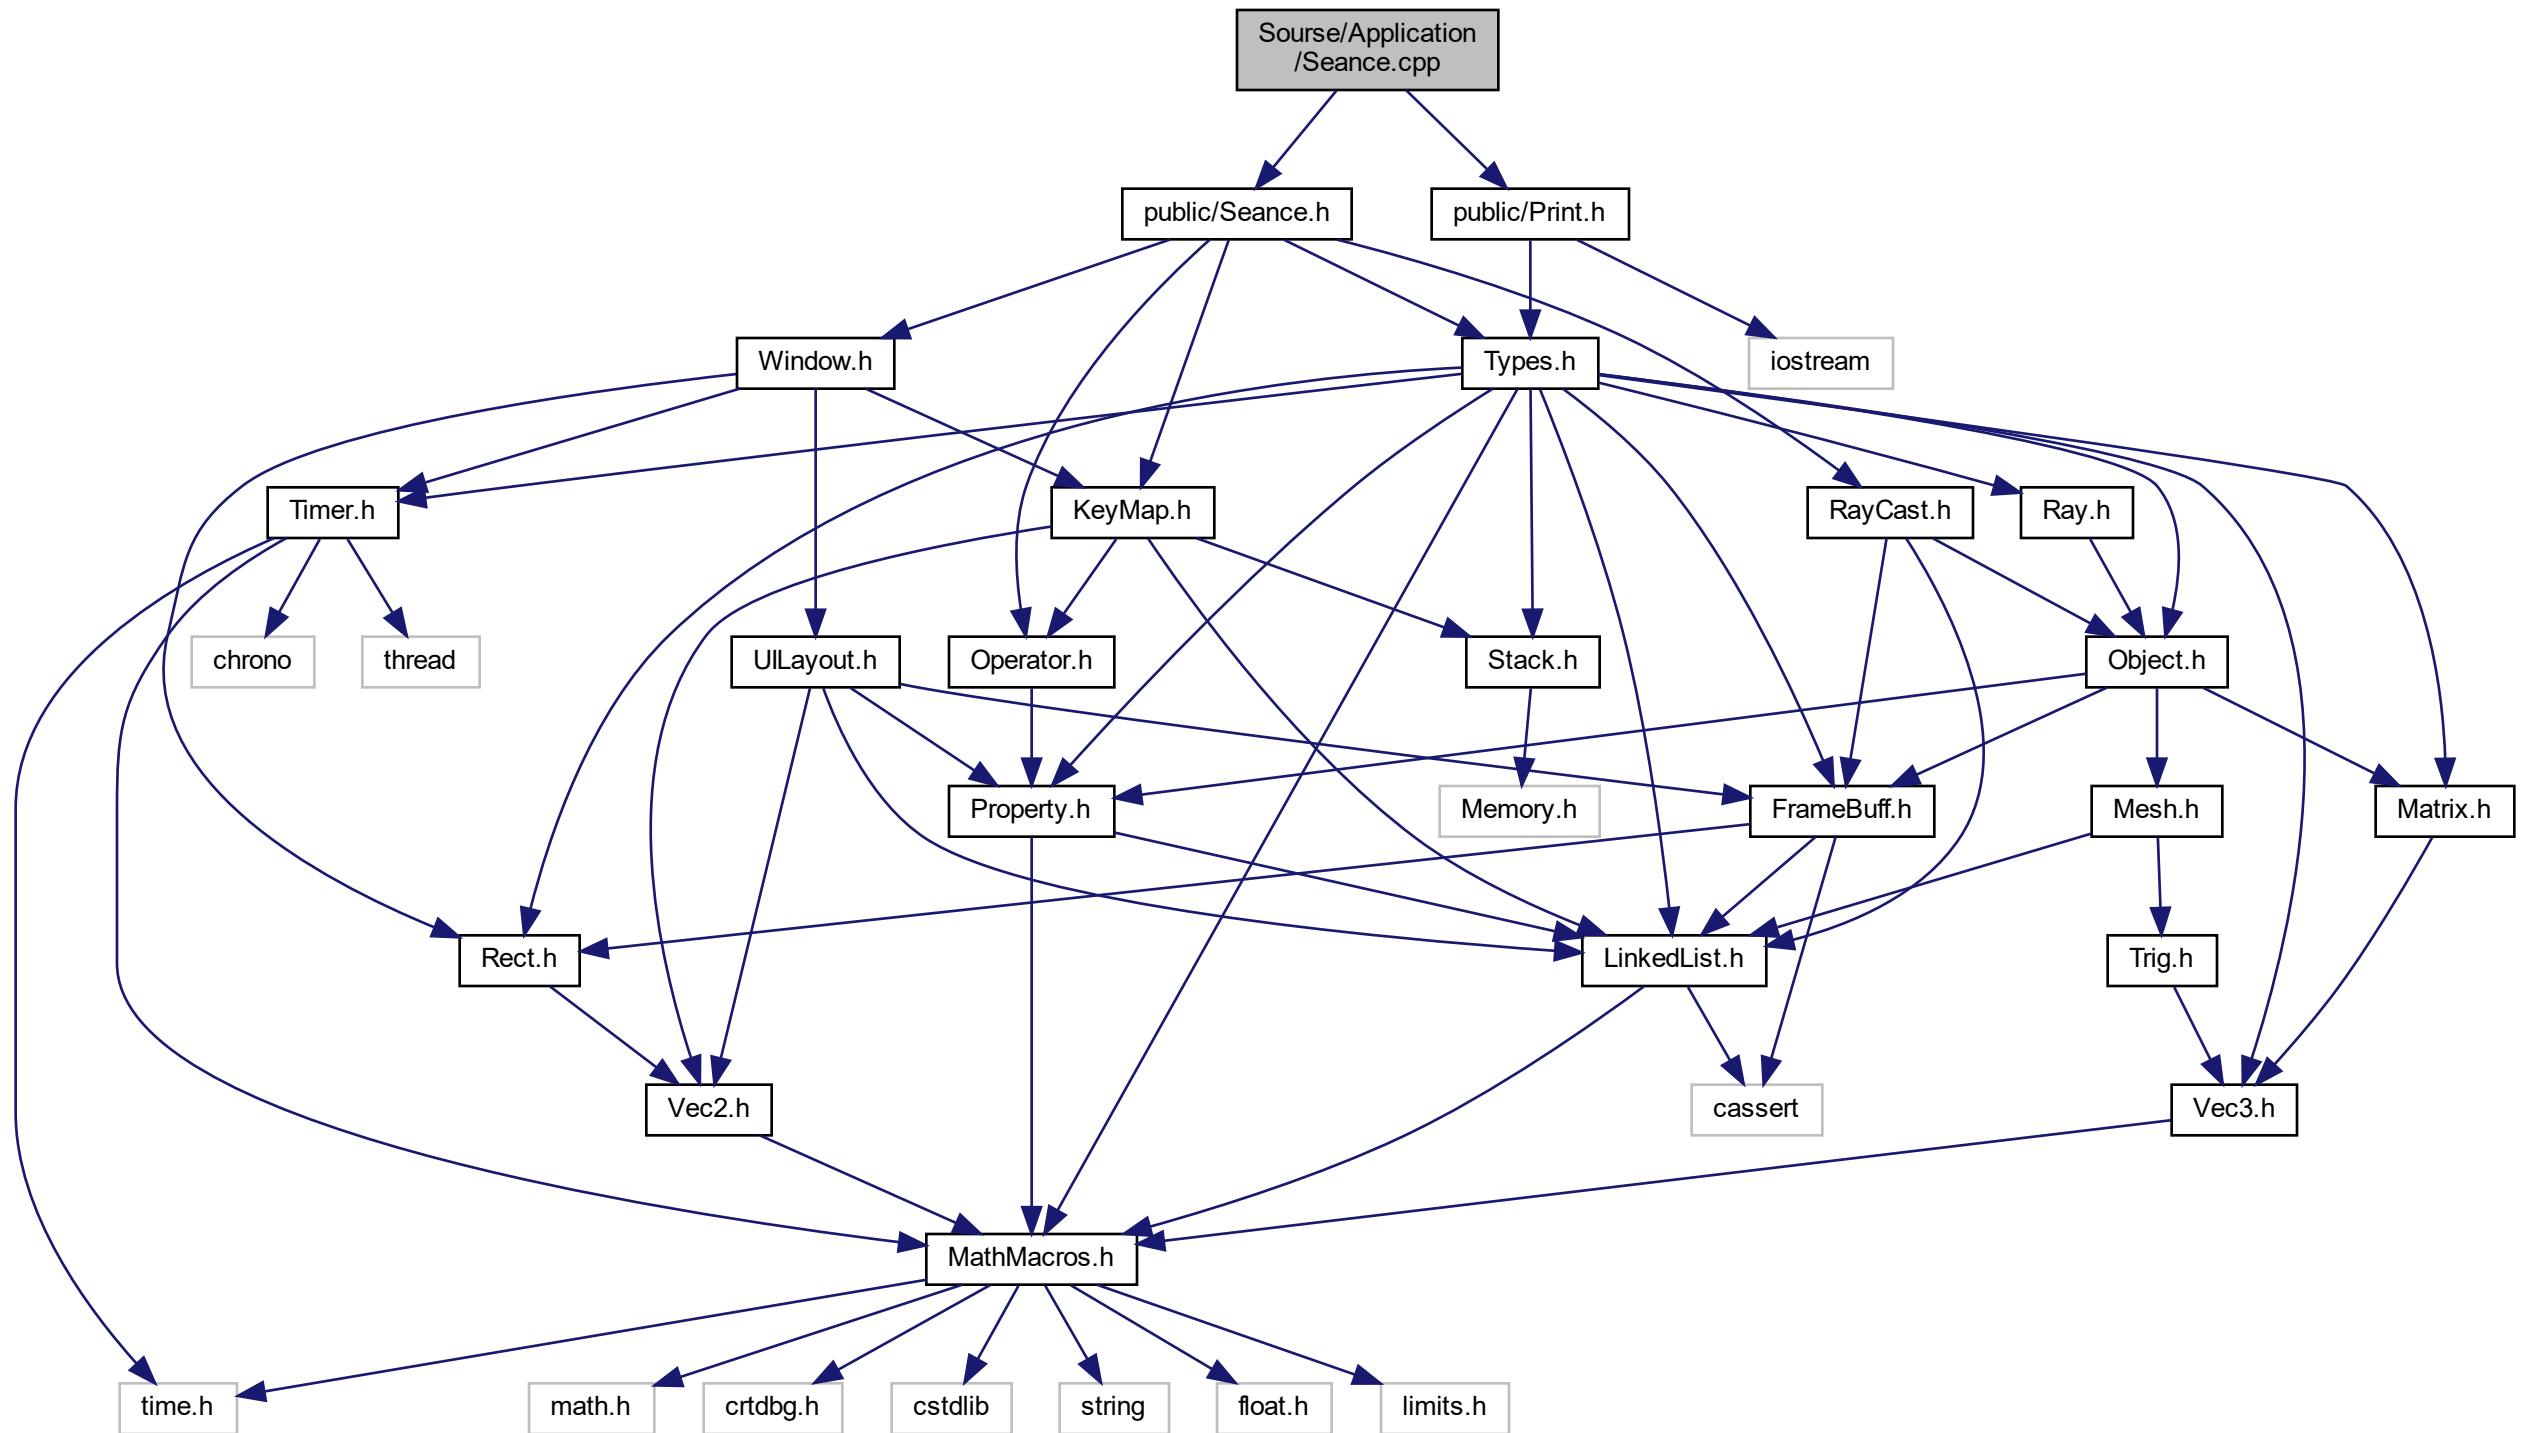 Sourse/Application
/Seance.cpp
public/Seance.h
public/Print.h
Window.h
Types.h
iostream
Timer.h
KeyMap.h
RayCast.h
Ray.h
chrono
thread
UILayout.h
Operator.h
Stack.h
Object.h
Property.h
Memory.h
FrameBuff.h
Mesh.h
Matrix.h
Rect.h
LinkedList.h
Trig.h
Vec2.h
cassert
Vec3.h
MathMacros.h
time.h
math.h
crtdbg.h
cstdlib
string
float.h
limits.h